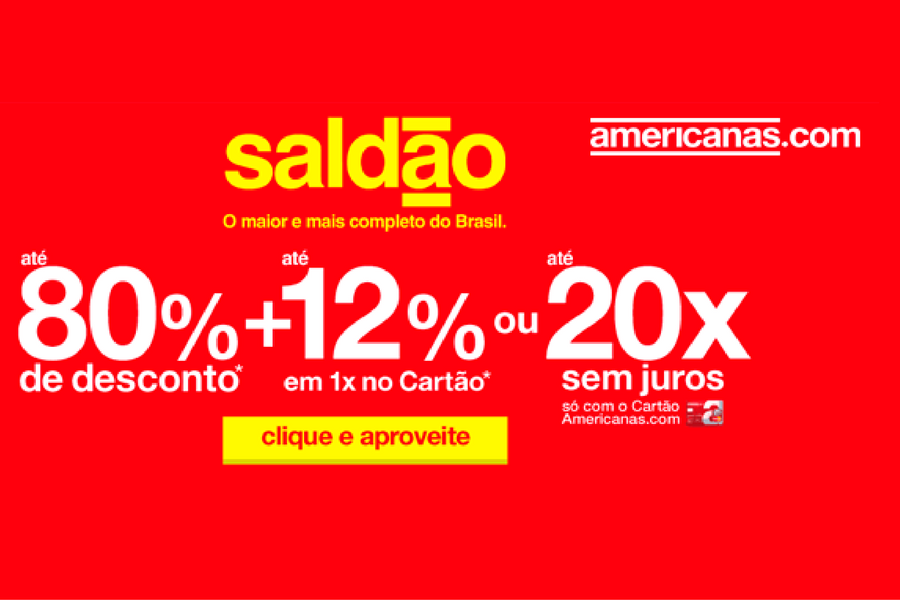 saldão
O maior e mais completo do Brasil.
americanas.com
até
80%
de desconto*
+
até
12%
em 1x no Cartão*
ou
até
20x
sem juros
só com o Cartão
Americanas.com
clique e aproveite